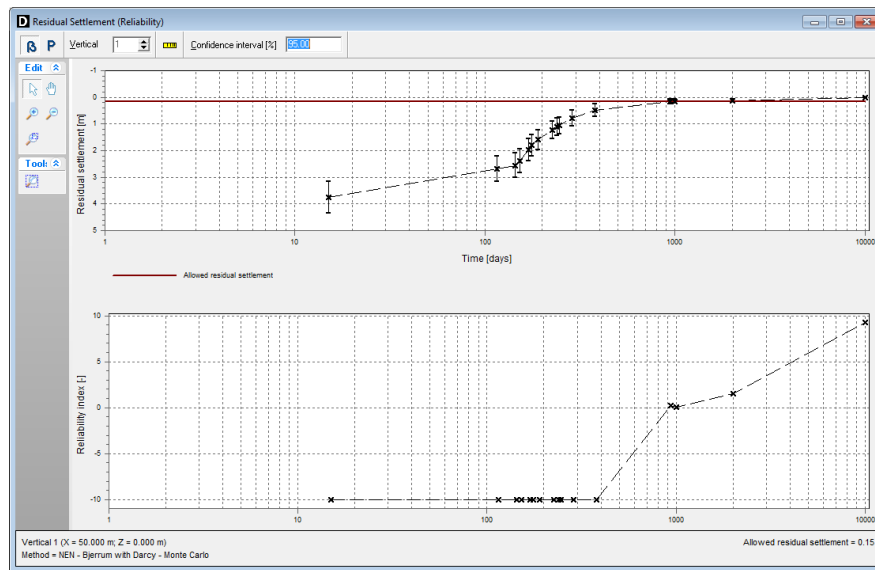 D Residual Settlement (Reliability)
ß P Vertical 1 Confidence interval [%] 95.00
Edit
Tool:
-1
0
1
2
3
4
5
Residual settlement [m]
1 10 100 1000 10000
Time [days]
Allowed residual settlement
10
5
0
-5
-10
Reliability index [-]
1 10 100 1000 10000
Vertical 1 (X = 50.000 m; Z = 0.000 m)
Allowed residual settlement = 0.15
Method = NEN - Bjerrum with Darcy - Monte Carlo